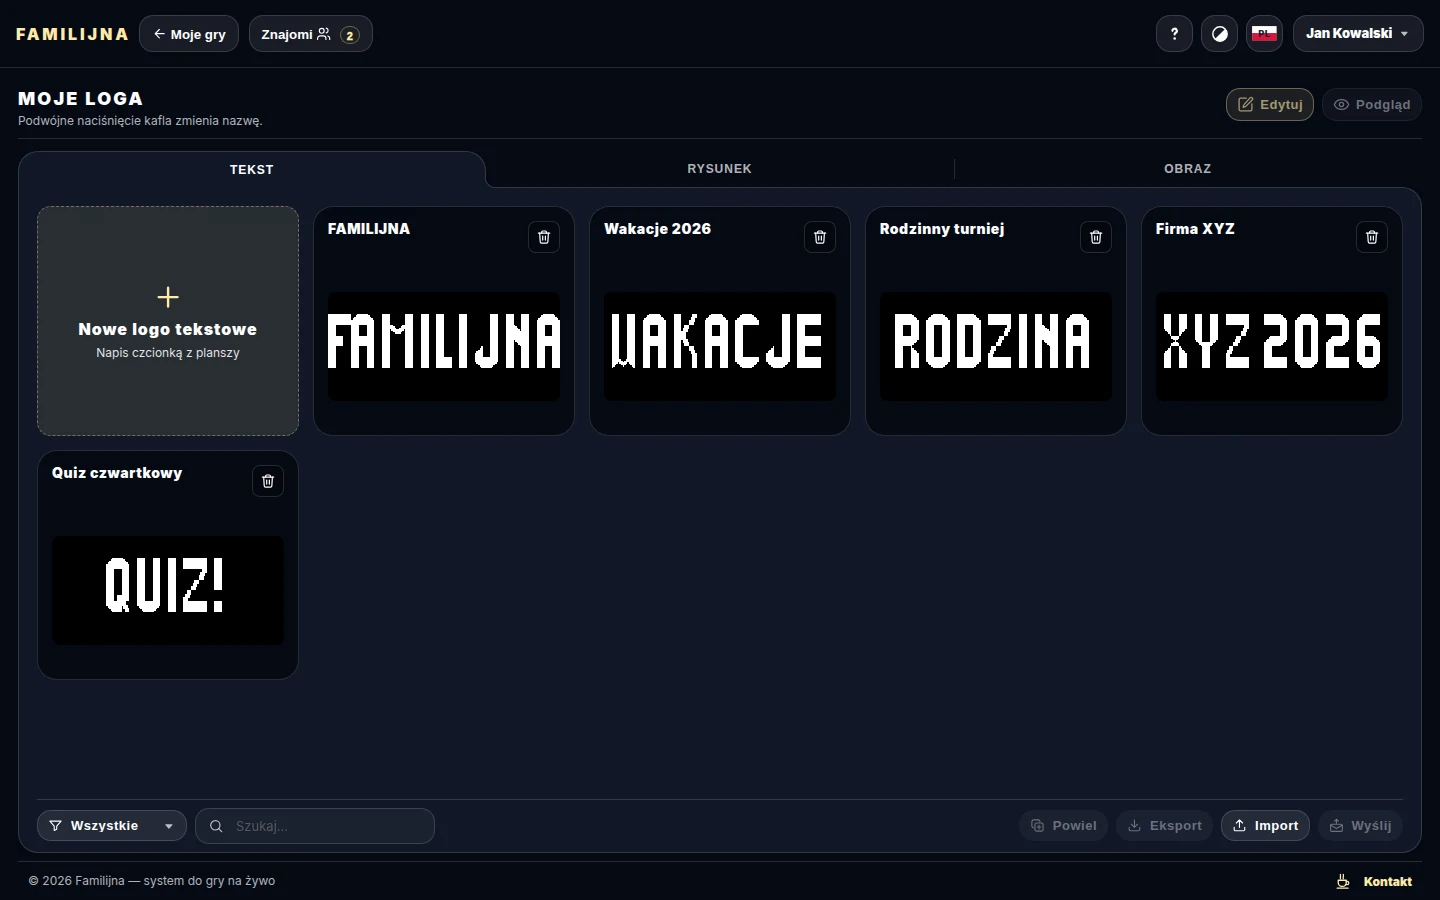 FAMILIJNA
Moje gry
Znajomi 2
?
PL
Jan Kowalski
MOJE LOGA
Podwójne naciśnięcie kafla zmienia nazwę.
Edytuj
Podgląd
TEKST
RYSUNEK
OBRAZ
Nowe logo tekstowe
Napis czcionką z planszy
FAMILIJNA
FAMILIJNA
Wakacje 2026
WAKACJE
Rodzinny turniej
RODZINA
Firma XYZ
XYZ 2026
Quiz czwartkowy
QUIZ!
Wszystkie
Szukaj...
Powiel
Eksport
Import
Wyślij
© 2026 Familijna — system do gry na żywo
Kontakt